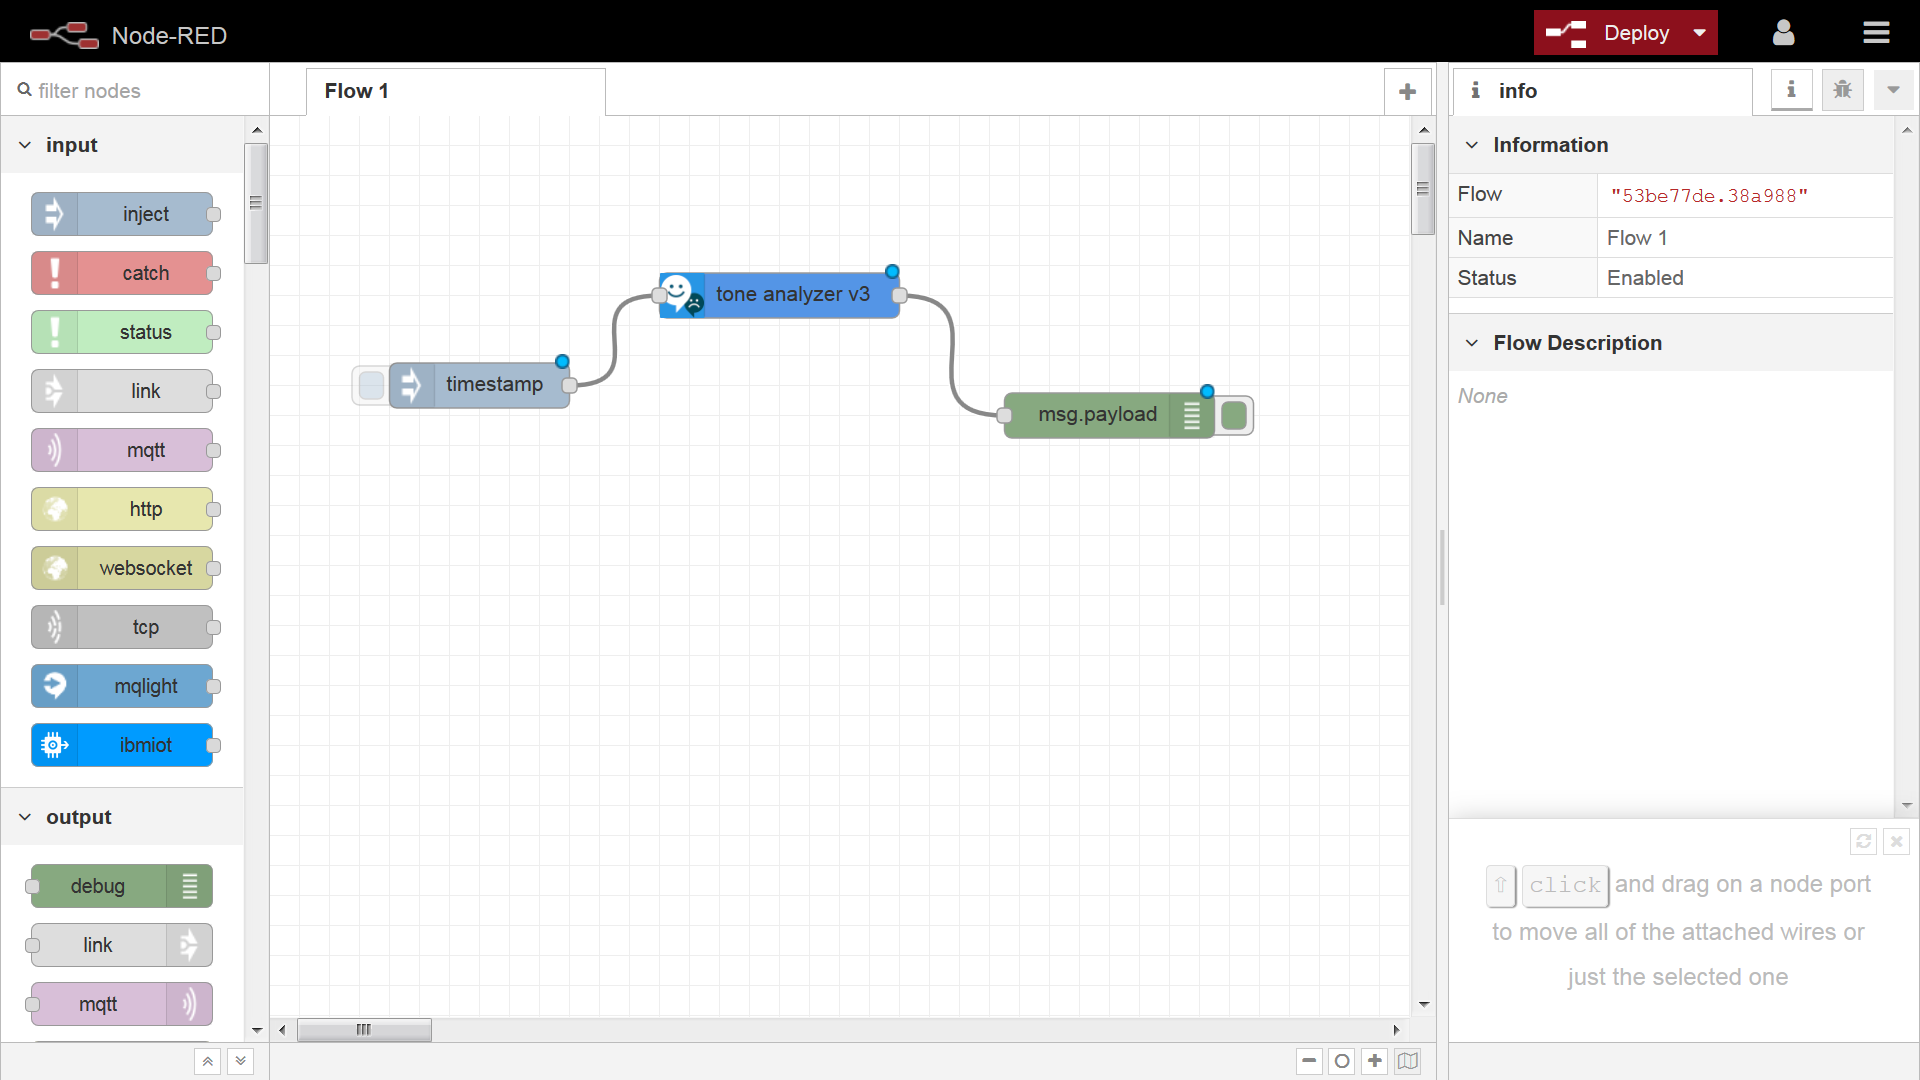 Node-RED
Deploy
filter nodes
Flow 1
info
input
inject
catch
status
link
mqtt
http
websocket
tcp
mqlight
ibmiot
output
debug
link
mqtt
timestamp
tone analyzer v3
msg.payload
Information
Flow "53be77de.38a988"
Name Flow 1
Status Enabled
Flow Description
None
⇧ click and drag on a node port
to move all of the attached wires or
just the selected one